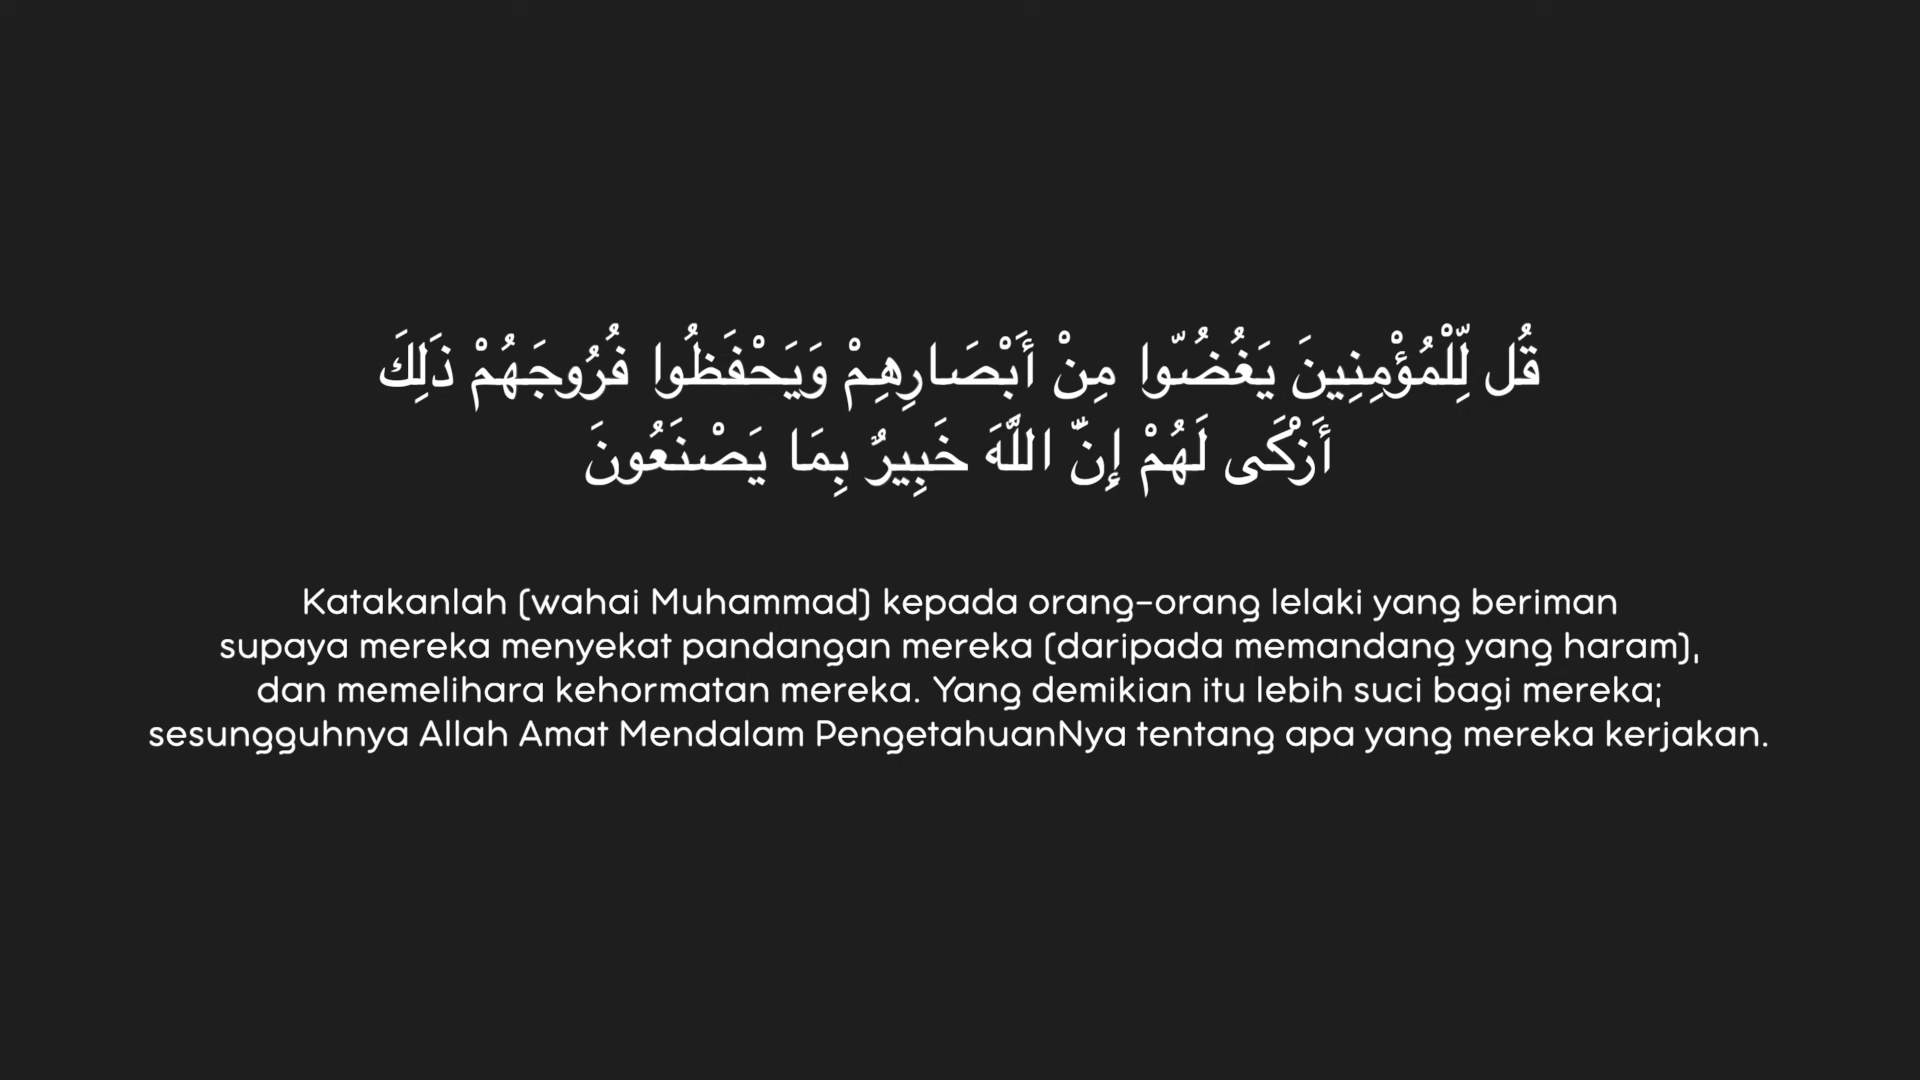 قُل لِّلْمُؤْمِنِينَ يَغُضُّوا مِنْ أَبْصَارِهِمْ وَيَحْفَظُوا فُرُوجَهُمْ ذَلِكَ
أَزْكَى لَهُمْ إِنَّ اللَّهَ خَبِيرٌ بِمَا يَصْنَعُونَ
Katakanlah (wahai Muhammad) kepada orang-orang lelaki yang beriman
supaya mereka menyekat pandangan mereka (daripada memandang yang haram),
dan memelihara kehormatan mereka. Yang demikian itu lebih suci bagi mereka;
sesungguhnya Allah Amat Mendalam PengetahuanNya tentang apa yang mereka kerjakan.